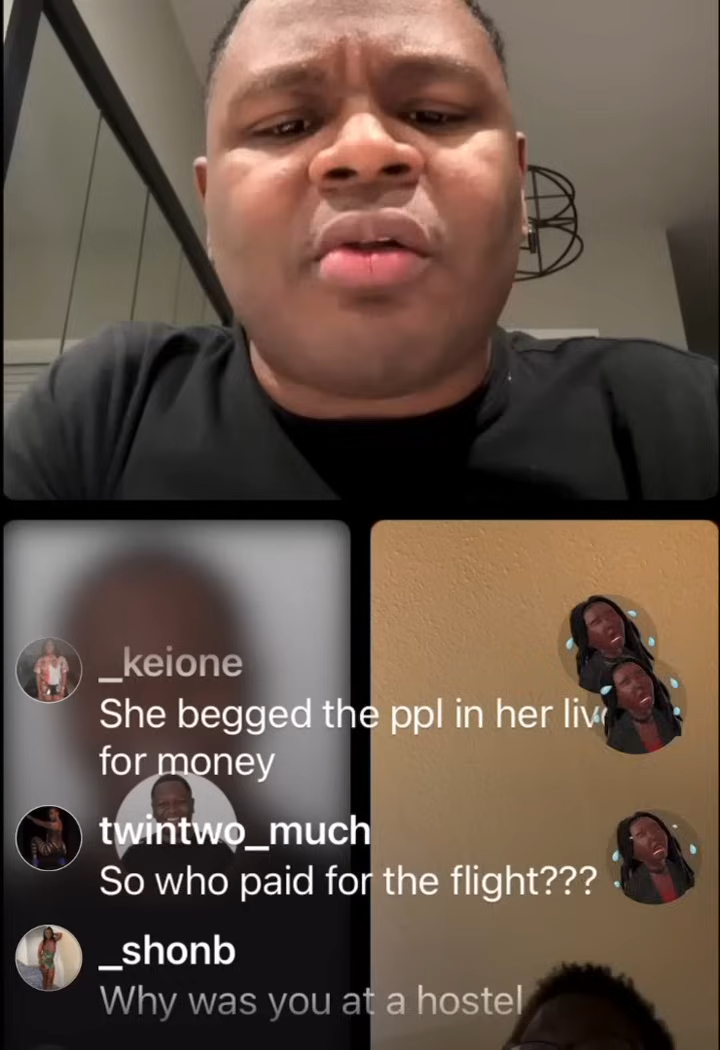 _keione
She begged the ppl in her
for money
twintwo_much
So who paid for the flight???
_shonb
Why was you at a hostel